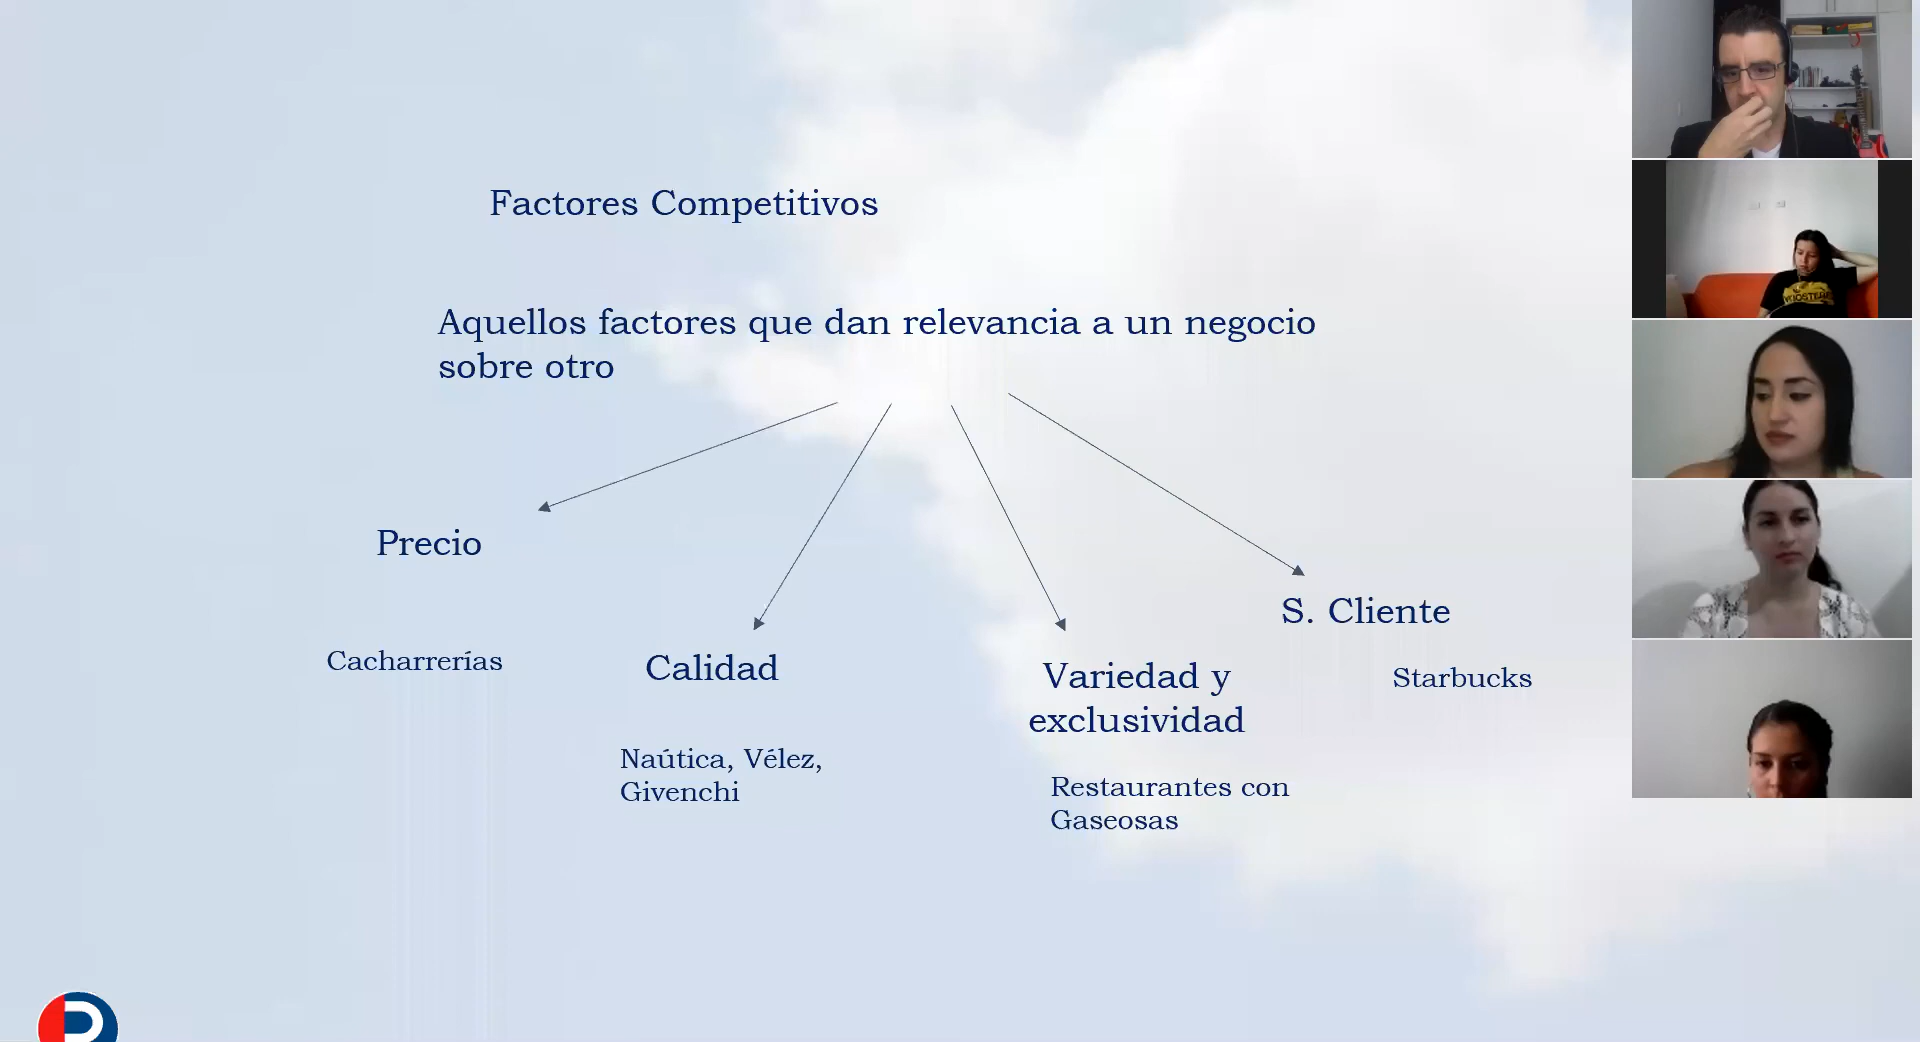 Factores Competitivos
Aquellos factores que dan relevancia a un negocio
sobre otro
Precio
Cacharrerías
Calidad
Naútica, Vélez,
Givenchi
Variedad y
exclusividad
Restaurantes con
Gaseosas
S. Cliente
Starbucks